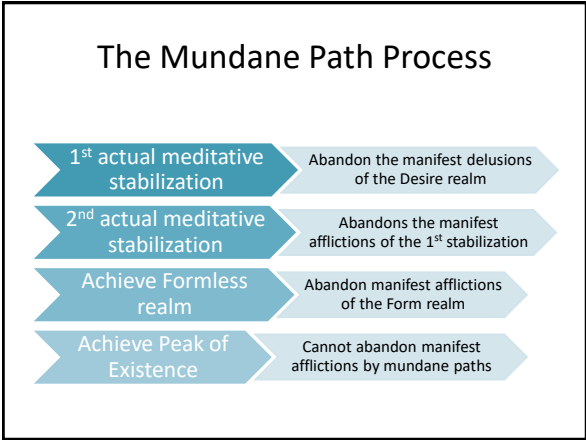 The Mundane Path Process
1st actual meditative
stabilization
Abandon the manifest delusions
of the Desire realm
2nd actual meditative
stabilization
Abandons the manifest
afflictions of the 1st stabilization
Achieve Formless
realm
Abandon manifest afflictions
of the Form realm
Achieve Peak of
Existence
Cannot abandon manifest
afflictions by mundane paths